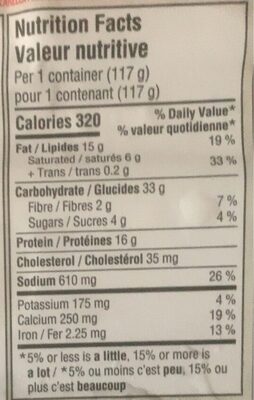 Nutrition Facts
Valeur nutritive
Per 1 container (117 g)
pour 1 contenant (117 g)
Calories 320
% Daily Value*
% valeur quotidienne*
Fat / Lipides 15 g 19 %
Saturated / saturés 6 g
+ Trans / trans 0.2 g 33 %
Carbohydrate / Glucides 33 g
Fibre / Fibres 2 g 7 %
Sugars / Sucres 4 g 4 %
Protein / Protéines 16 g
Cholesterol / Cholestérol 35 mg
Sodium 610 mg 26 %
Potassium 175 mg 4 %
Calcium 250 mg 19 %
Iron / Fer 2.25 mg 13 %
*5% or less is a little, 15% or more is
a lot / *5% ou moins c'est peu, 15% ou
plus c'est beaucoup